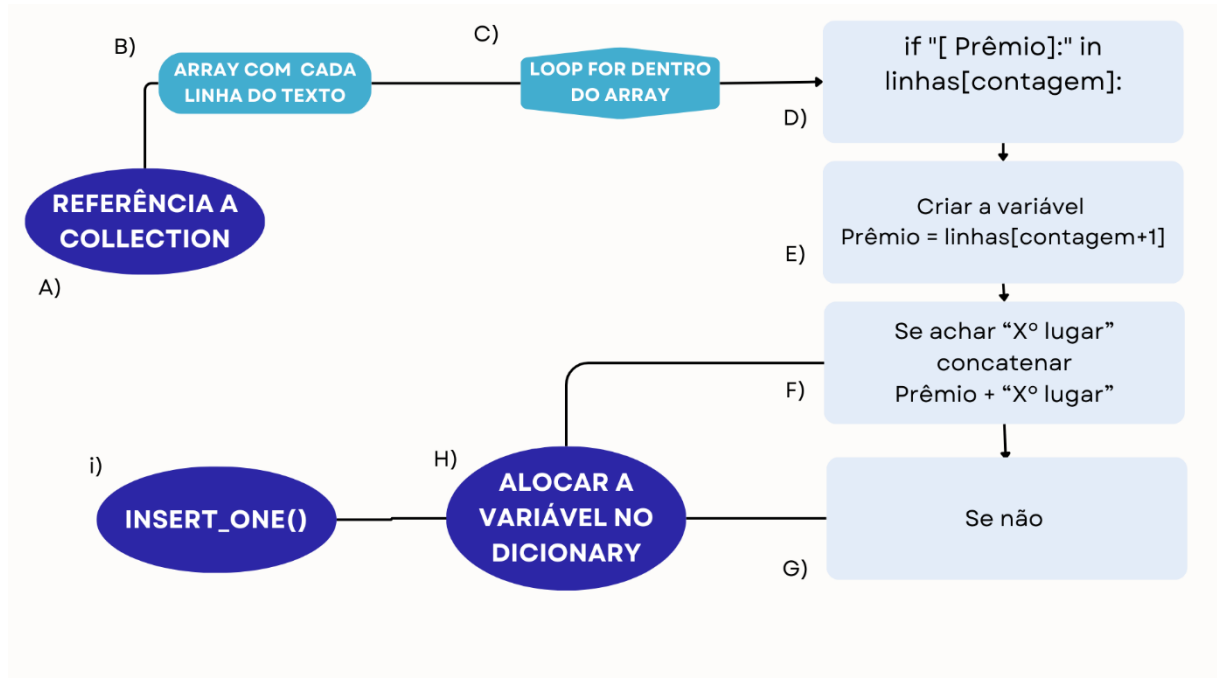 B)
ARRAY COM CADA
LINHA DO TEXTO
C)
LOOP FOR DENTRO
DO ARRAY
if "[ Prêmio]:" in
linhas[contagem]:
D)
REFERÊNCIA A
COLLECTION
A)
Criar a variável
Prêmio = linhas[contagem+1]
E)
Se achar “Xº lugar”
concatenar
Prêmio + “Xº lugar”
F)
i)
INSERT_ONE()
H)
ALOCAR A
VARIÁVEL NO
DICIONARY
Se não
G)